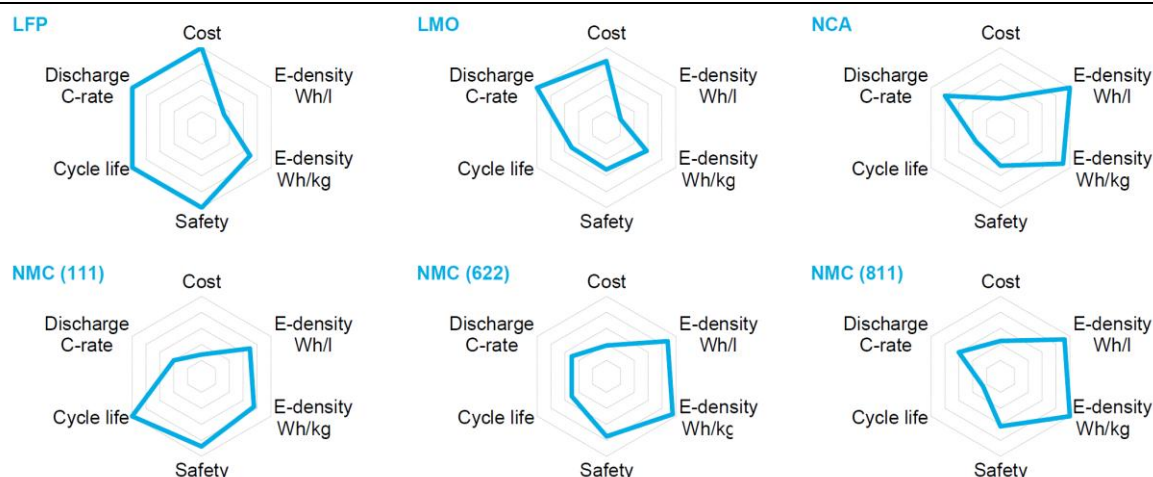 LFP
Cost
Discharge
C-rate
E-density
Wh/l
Cycle life
E-density
Wh/kg
Safety
LMO
Cost
Discharge
C-rate
E-density
Wh/l
Cycle life
E-density
Wh/kg
Safety
NCA
Cost
Discharge
C-rate
E-density
Wh/l
Cycle life
E-density
Wh/kg
Safety
NMC (111)
Cost
Discharge
C-rate
E-density
Wh/l
Cycle life
E-density
Wh/kg
Safety
NMC (622)
Cost
Discharge
C-rate
E-density
Wh/l
Cycle life
E-density
Wh/kg
Safety
NMC (811)
Cost
Discharge
C-rate
E-density
Wh/l
Cycle life
E-density
Wh/kg
Safety